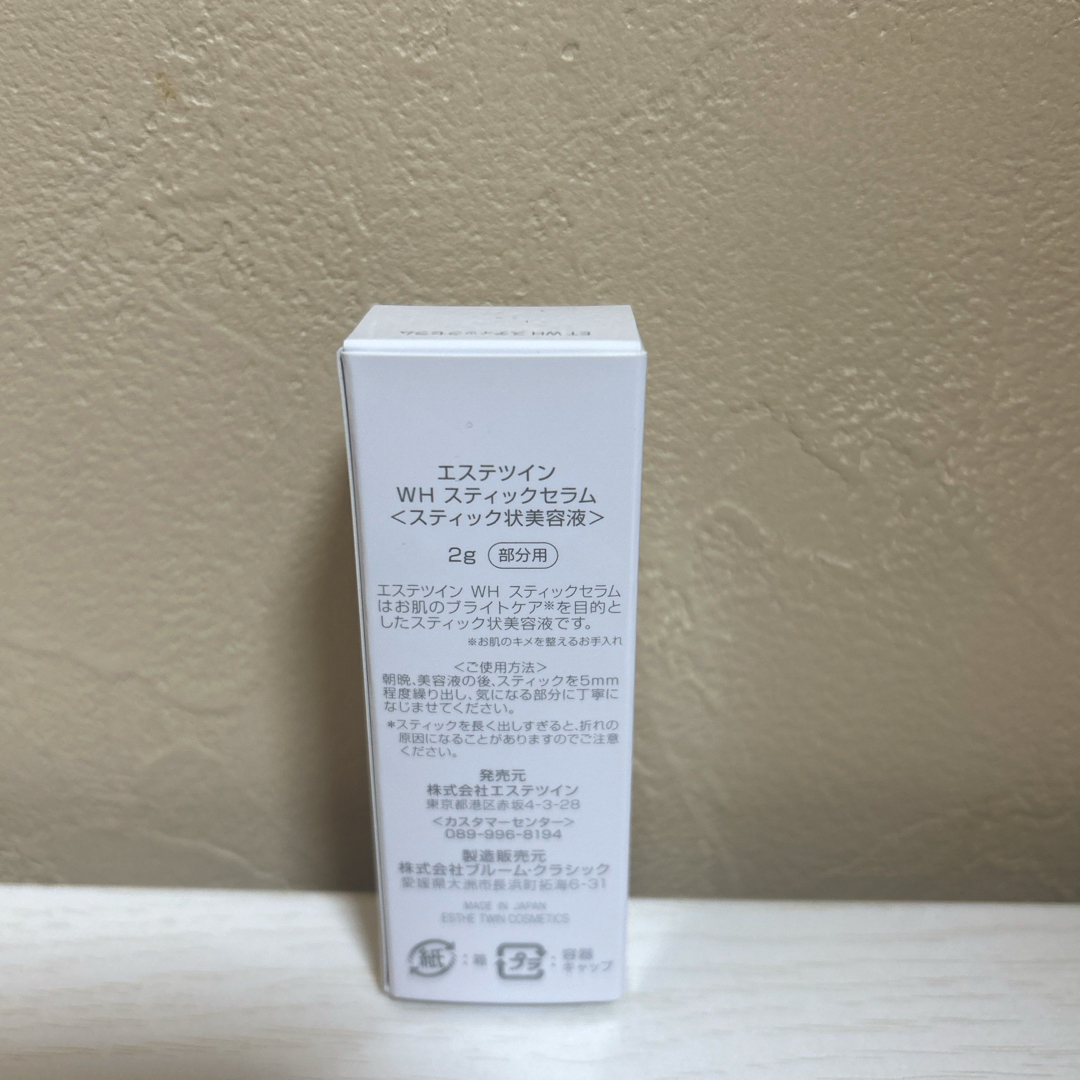 ET WH スティックセラム
エステツイン
WH スティックセラム
<スティック状美容液>
2g 部分用
エステツイン WH スティックセラム
はお肌のブライトケア※を目的と
したスティック状美容液です。
※お肌のキメを整えるお手入れ
<ご使用方法>
朝晩、美容液の後、スティックを5mm
程度繰り出し、気になる部分に丁寧に
なじませてください。
*スティックを長く出しすぎると、折れの
原因になることがありますのでご注意
ください。
発売元
株式会社エステツイン
東京都港区赤坂4-3-28
<カスタマーセンター>
089-996-8194
製造販売元
株式会社ブルーム・クラシック
愛媛県大洲市長浜町拓海6-31
MADE IN JAPAN
ESTHE TWIN COSMETICS
紙:箱 プラ:容器
キャップ